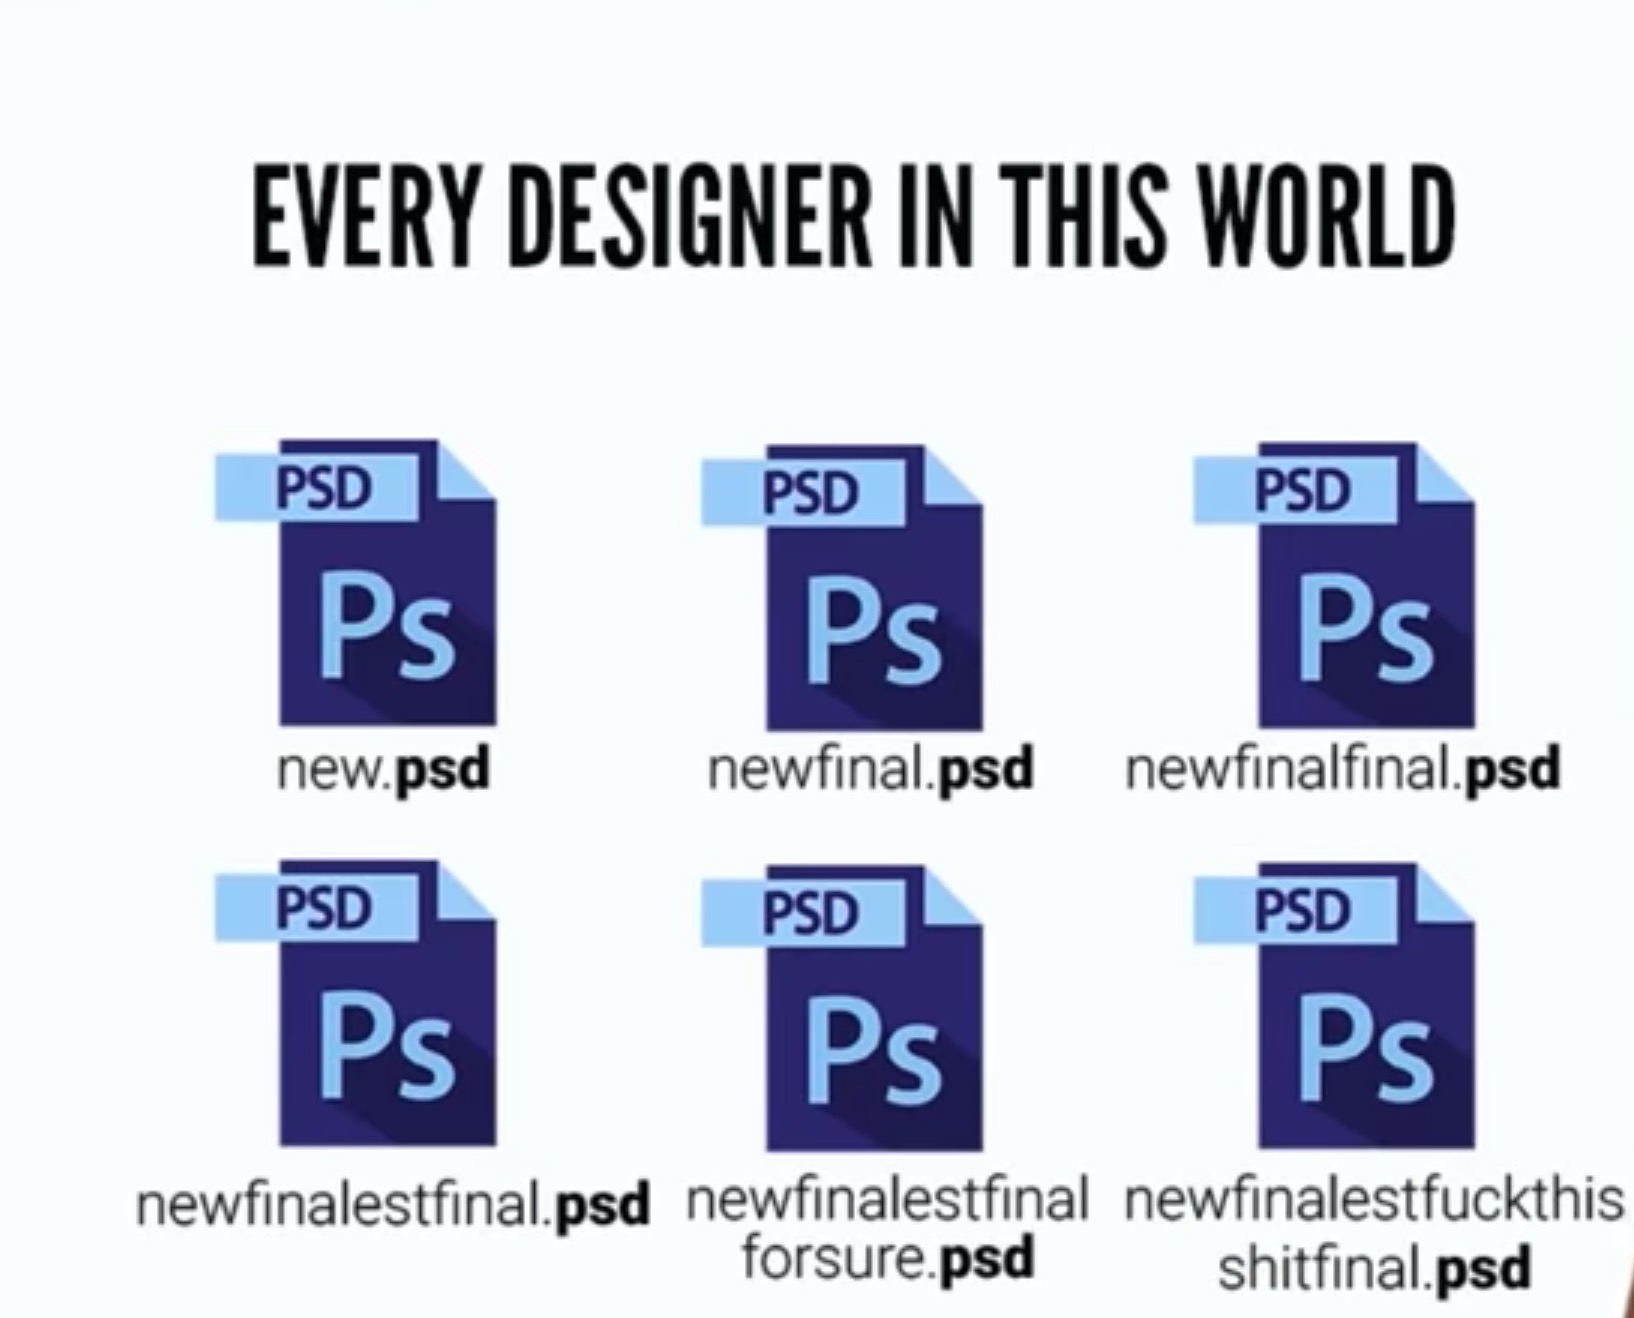 EVERY DESIGNER IN THIS WORLD
PSD
Ps
new.psd
PSD
Ps
newfinal.psd
PSD
Ps
newfinalfinal.psd
PSD
Ps
newfinalestfinal.psd
PSD
Ps
newfinalestfinal
forsure.psd
PSD
Ps
newfinalestfuckthis
shitfinal.psd